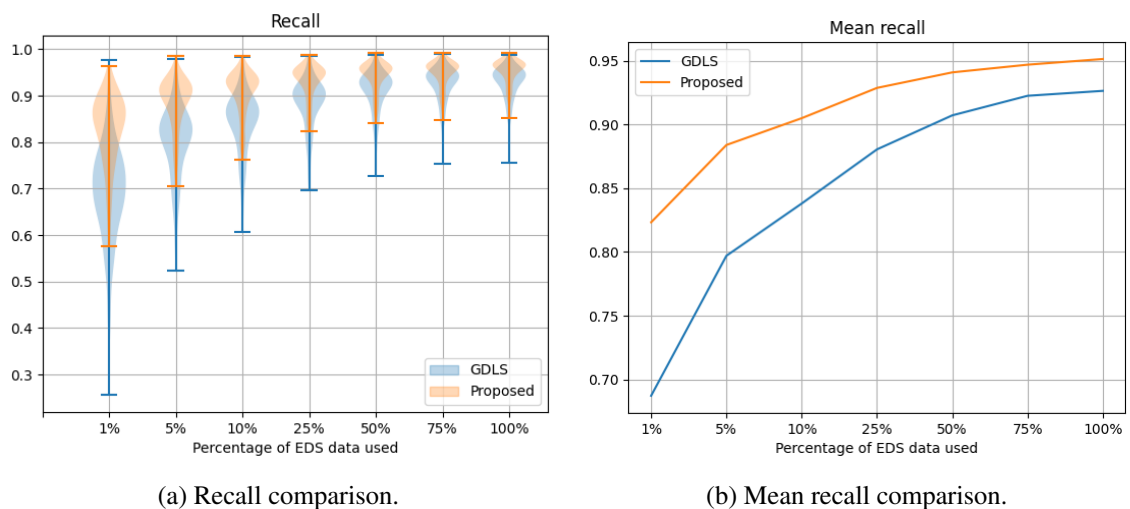 Recall
1.0
0.9
0.8
0.7
0.6
0.5
0.4
0.3
GDLS
Proposed
1% 5% 10% 25% 50% 75% 100%
Percentage of EDS data used
(a) Recall comparison.
Mean recall
GDLS
Proposed
0.95
0.90
0.85
0.80
0.75
0.70
1% 5% 10% 25% 50% 75% 100%
Percentage of EDS data used
(b) Mean recall comparison.